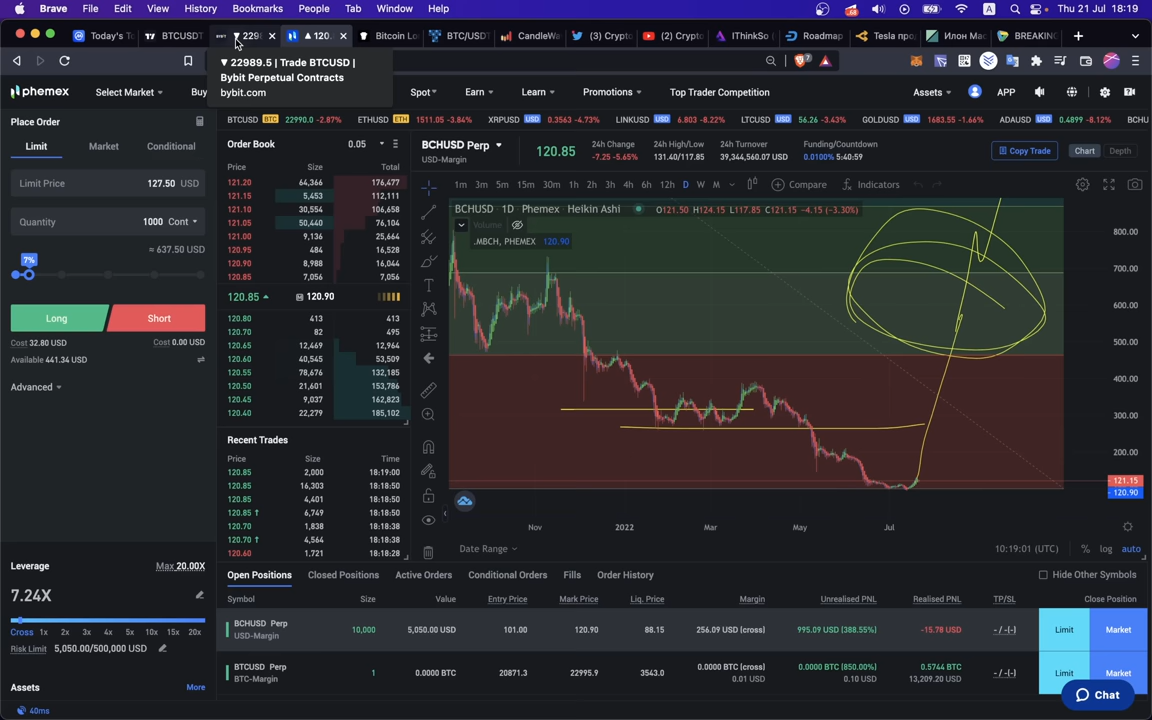 Brave File Edit View History Bookmarks People Tab Window Help
A Thu 21 Jul 18:19
Today's T
BTCUSDT
▼ 229
▲ 120.
Bitcoin Lo
BTC/USDT
CandleWa
(3) Crypto
(2) Crypto
IThinkSo (
Roadmap
Tesla про
Илон Мас
BREAKING
▼ 22989.5 | Trade BTCUSD |
Bybit Perpetual Contracts
bybit.com
phemex Select Market Buy Spot Earn Learn Promotions Top Trader Competition Assets APP
BTCUSD BTC 22990.0 -2.87% ETHUSD ETH 1511.05 -3.84% XRPUSD USD 0.3563 -4.73% LINKUSD USD 6.803 -8.22% LTCUSD USD 56.26 -3.43% GOLDUSD USD 1683.55 -1.66% ADAUSD USD 0.4899 -8.12% BCHU
Place Order
Limit Market Conditional
Limit Price 127.50 USD
Quantity 1000 Cont
≈ 637.50 USD
7%
Long Short
Cost 32.80 USD Cost 0.00 USD
Available 441.34 USD
Advanced
Leverage Max 20.00X
7.24X
Cross 1x 2x 3x 4x 5x 10x 15x 20x
Risk Limit 5,050.00/500,000 USD
Assets More
40ms
Order Book 0.05
Price Size Total
121.20 64,366 176,477
121.15 5,453 112,111
121.10 30,554 106,658
121.05 50,440 76,104
121.00 9,136 25,664
120.95 484 16,528
120.90 8,988 16,044
120.85 7,056 7,056
120.85 120.90
120.80 413 413
120.70 82 495
120.65 12,469 12,964
120.60 40,545 53,509
120.55 78,676 132,185
120.50 21,601 153,786
120.45 9,037 162,823
120.40 22,279 185,102
Recent Trades
Price Size Time
120.85 2,000 18:19:00
120.85 16,303 18:18:50
120.85 4,401 18:18:50
120.85 ↑ 6,749 18:18:50
120.70 1,838 18:18:38
120.70 ↑ 4,564 18:18:38
120.60 1,721 18:18:28
BCHUSD Perp
USD-Margin
120.85
24h Change
-7.25 -5.65%
24h High/Low
131.40/117.85
24h Turnover
39,344,560.07 USD
Funding/Countdown
0.0100% 5:40:59
Copy Trade Chart Depth
1m 3m 5m 15m 30m 1h 2h 3h 4h 6h 12h D W M Compare Indicators
BCHUSD 1D Phemex Heikin Ashi O121.50 H124.15 L117.85 C121.15 -4.15 (-3.30%)
Volume
.MBCH, PHEMEX 120.90
800.00
700.00
600.00
500.00
400.00
300.00
200.00
121.15
120.90
Nov 2022 Mar May Jul
Date Range 10:19:01 (UTC) % log auto
Open Positions Closed Positions Active Orders Conditional Orders Fills Order History Hide Other Symbols
Symbol Size Value Entry Price Mark Price Liq. Price Margin Unrealised PNL Realised PNL TP/SL Close Position
BCHUSD Perp
USD-Margin
10,000 5,050.00 USD 101.00 120.90 88.15 256.09 USD (cross) 995.09 USD (388.55%) -15.78 USD -/-(-) Limit Market
BTCUSD Perp
BTC-Margin
1 0.0000 BTC 20871.3 22995.9 3543.0 0.0000 BTC (cross) 0.0000 BTC (850.00%) 0.5744 BTC -/-(-) Limit Market
0.01 USD 0.10 USD 13,209.20 USD
Chat